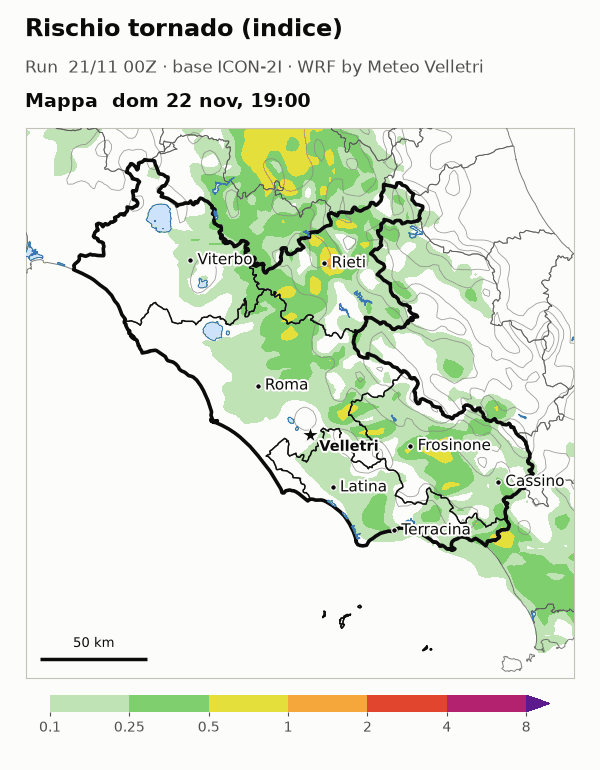 Rischio tornado (indice)
Run  21/11 00Z · base ICON-2I · WRF by Meteo Velletri
Mappa  dom 22 nov, 19:00
Viterbo
Rieti
Roma
Velletri
Frosinone
Cassino
Latina
Terracina
50 km
0.1 0.25 0.5 1 2 4 8